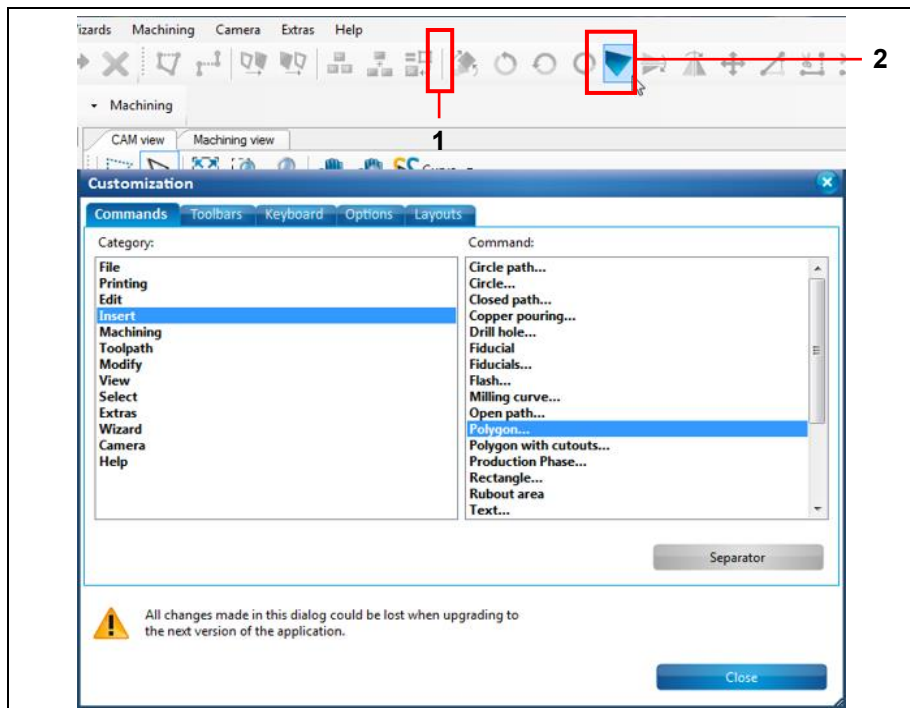 izards Machining Camera Extras Help
2
Machining
1
CAM view Machining view
Customization
Commands Toolbars Keyboard Options Layouts
Category: Command:
File
Printing
Edit
Insert
Machining
Toolpath
Modify
View
Select
Extras
Wizard
Camera
Help
Circle path...
Circle...
Closed path...
Copper pouring...
Drill hole...
Fiducial
Fiducials...
Flash...
Milling curve...
Open path...
Polygon...
Polygon with cutouts...
Production Phase...
Rectangle...
Rubout area
Text...
Separator
All changes made in this dialog could be lost when upgrading to
the next version of the application.
Close